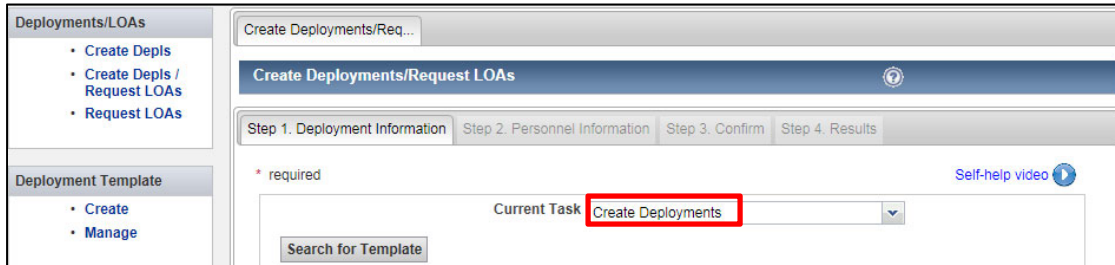 Deployments/LOAs
• Create Depls
• Create Depls /
Request LOAs
• Request LOAs
Deployment Template
• Create
• Manage
Create Deployments/Req...
Create Deployments/Request LOAs
Step 1. Deployment Information Step 2. Personnel Information Step 3. Confirm Step 4. Results
* required Self-help video
Current Task Create Deployments
Search for Template